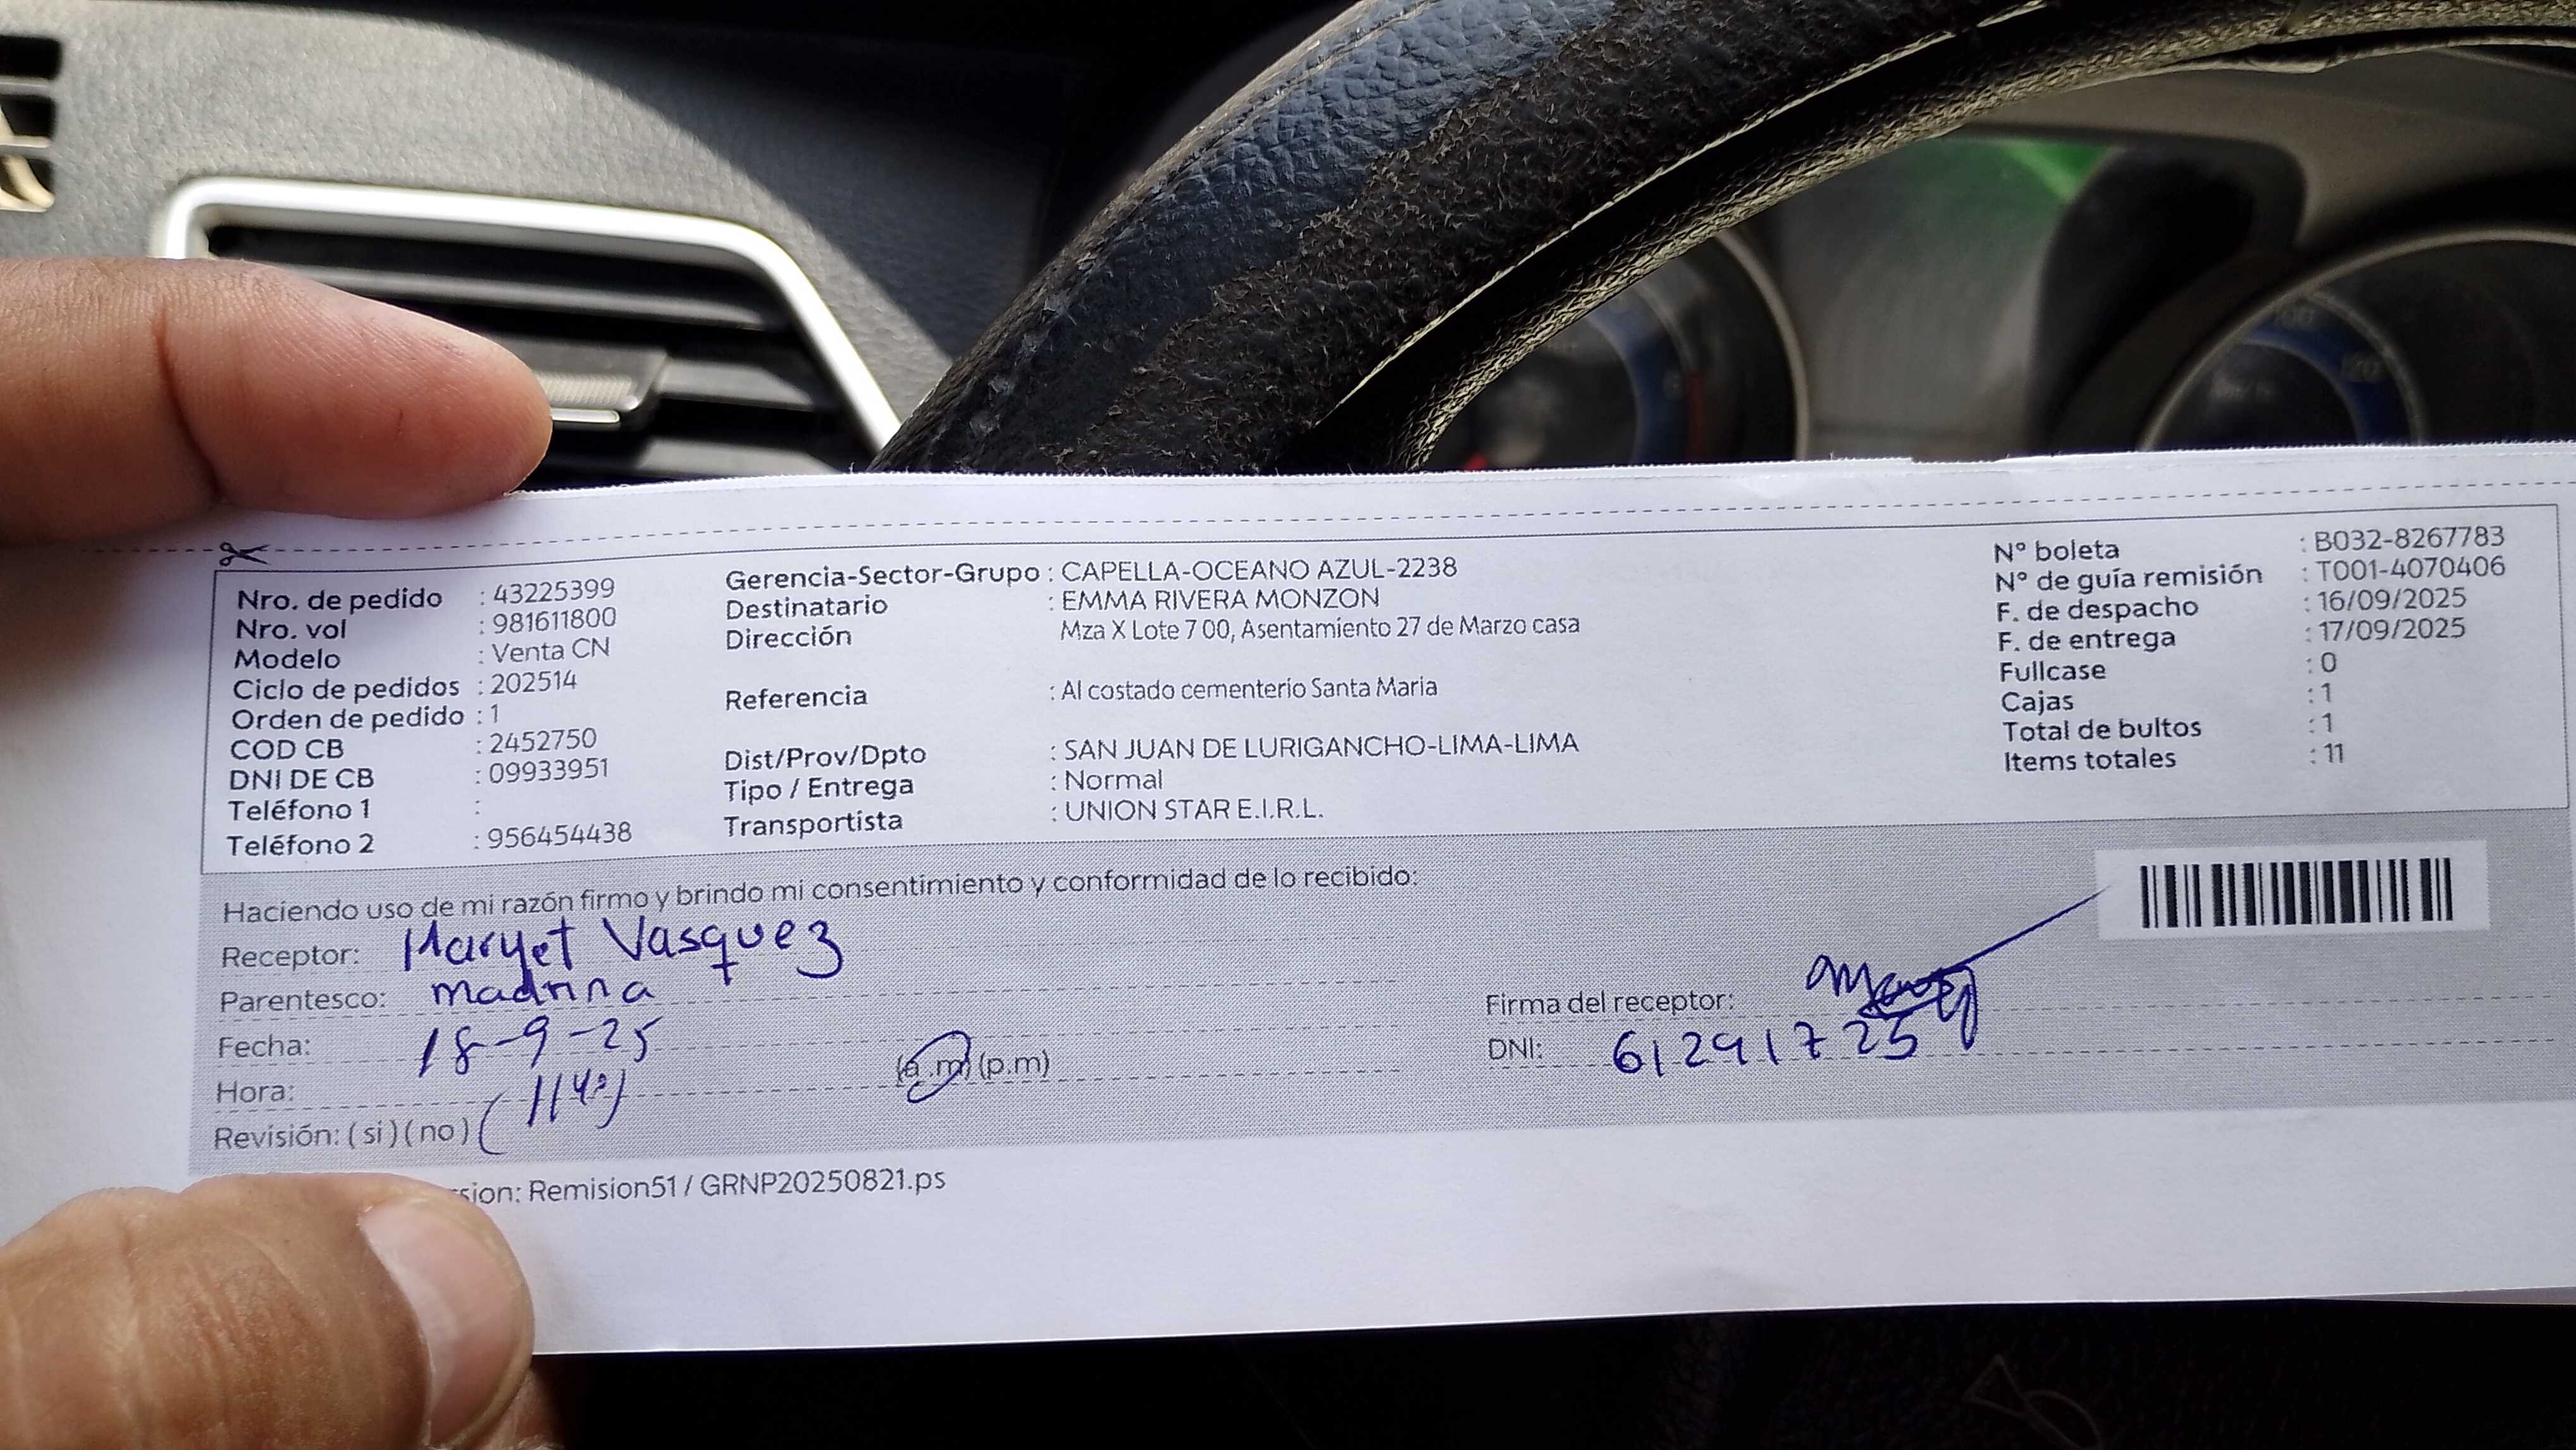 Nro. de pedido : 43225399
Nro. vol : 981611800
Modelo : Venta CN
Ciclo de pedidos : 202514
Orden de pedido : 1
COD CB : 2452750
DNI DE CB : 09933951
Teléfono 1 :
Teléfono 2 : 956454438
Gerencia-Sector-Grupo : CAPELLA-OCEANO AZUL-2238
Destinatario : EMMA RIVERA MONZON
Dirección Mza X Lote 7 00, Asentamiento 27 de Marzo casa
Referencia : Al costado cementerio Santa Maria
Dist/Prov/Dpto : SAN JUAN DE LURIGANCHO-LIMA-LIMA
Tipo / Entrega : Normal
Transportista : UNION STAR E.I.R.L.
N° boleta : B032-8267783
N° de guía remisión : T001-4070406
F. de despacho : 16/09/2025
F. de entrega : 17/09/2025
Fullcase : 0
Cajas : 1
Total de bultos : 1
Items totales : 11
Haciendo uso de mi razón firmo y brindo mi consentimiento y conformidad de lo recibido:
Receptor: Maryet Vasquez
Parentesco: madrina
Fecha: 18-9-25
Hora: (1140) (a.m) (p.m)
Revisión: (si) (no)
Firma del receptor:
DNI: 61291725
sion: Remision51 / GRNP20250821.ps